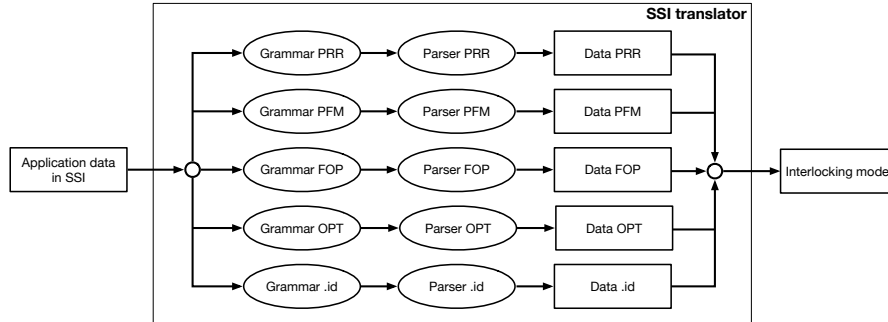 SSI translator
Grammar PRR
Parser PRR
Data PRR
Grammar PFM
Parser PFM
Data PFM
Application data
in SSI
Grammar FOP
Parser FOP
Data FOP
Interlocking model
Grammar OPT
Parser OPT
Data OPT
Grammar .id
Parser .id
Data .id